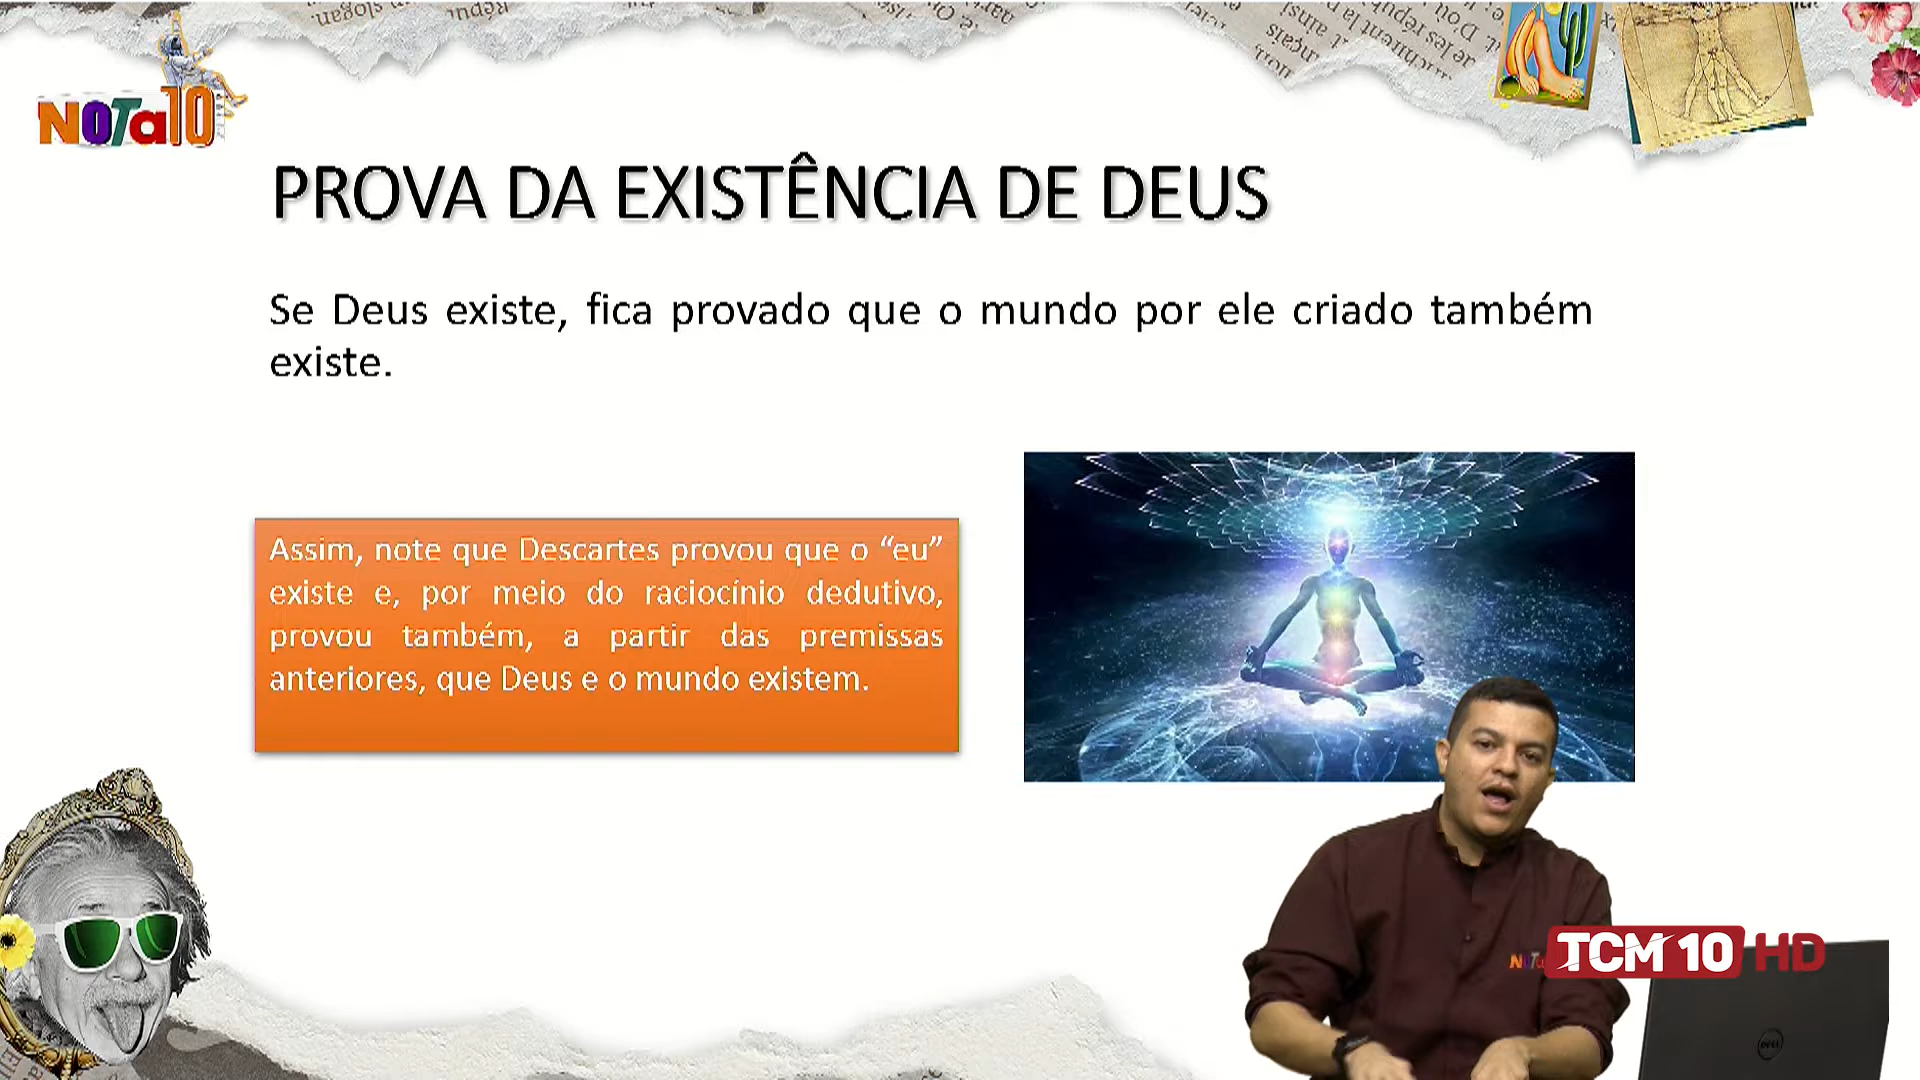 NOTa10
PROVA DA EXISTÊNCIA DE DEUS
Se Deus existe, fica provado que o mundo por ele criado também
existe.
Assim, note que Descartes provou que o “eu”
existe e, por meio do raciocínio dedutivo,
provou também, a partir das premissas
anteriores, que Deus e o mundo existem.
TCM 10 HD
DELL